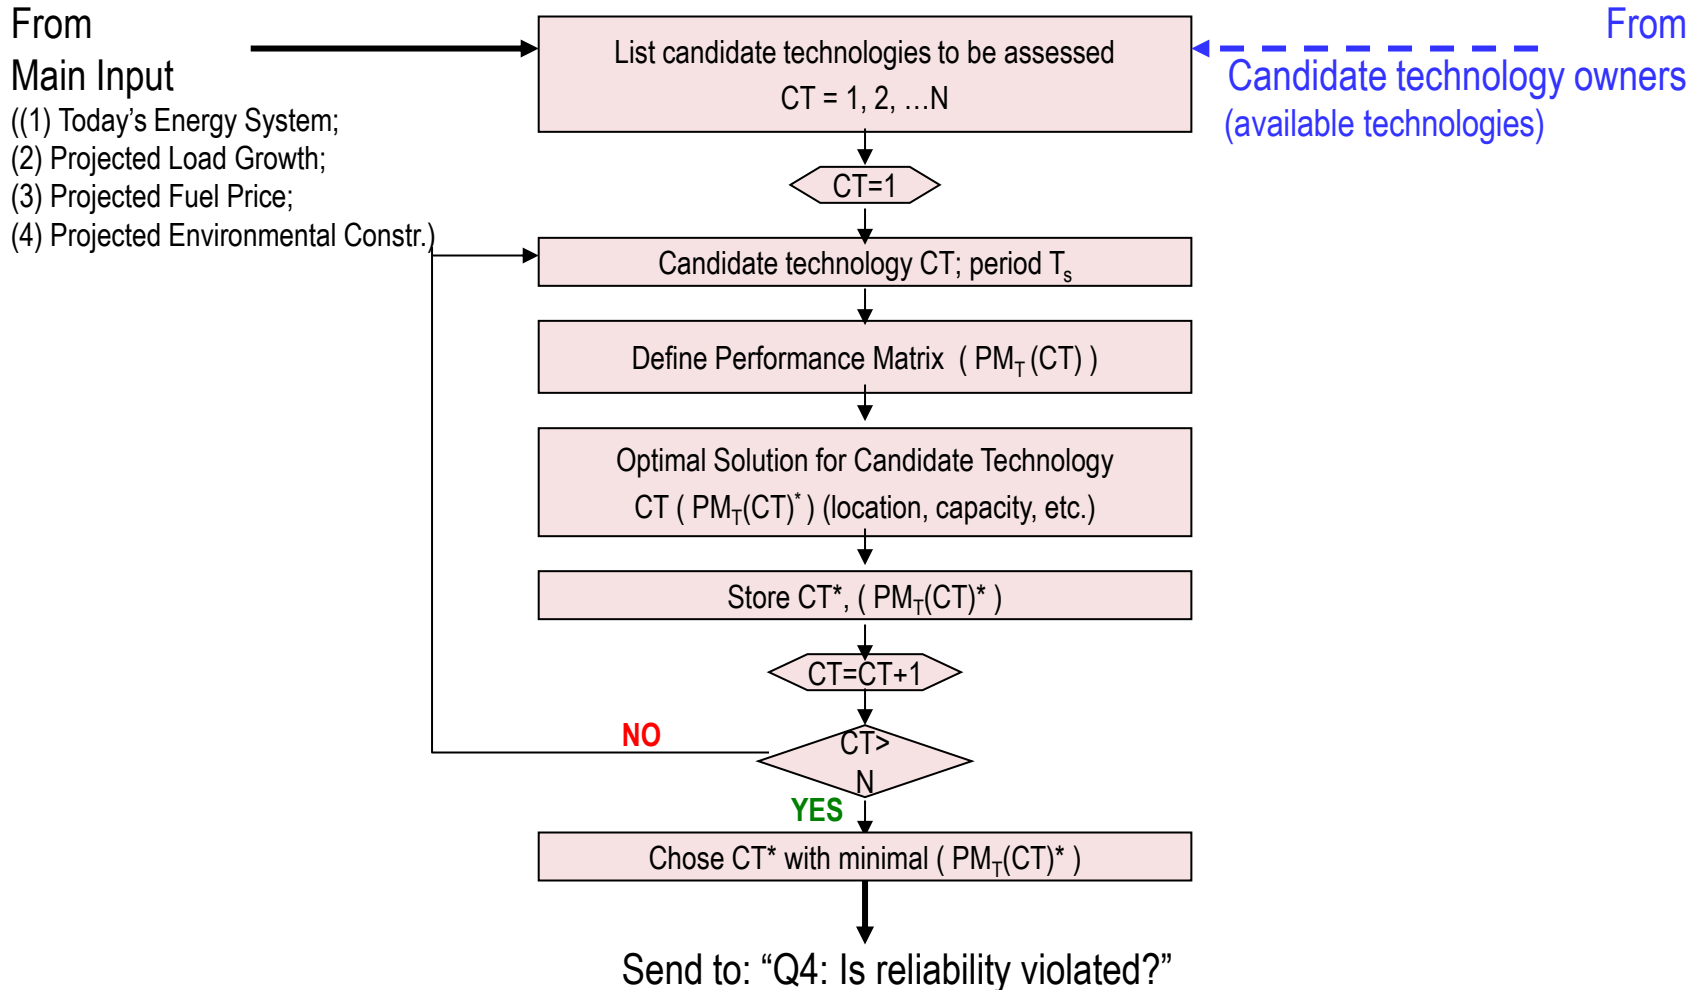 From
Main Input
((1) Today’s Energy System;
(2) Projected Load Growth;
(3) Projected Fuel Price;
(4) Projected Environmental Constr.)
From
Candidate technology owners
(available technologies)
List candidate technologies to be assessed
CT = 1, 2, …N
CT=1
Candidate technology CT; period Ts
Define Performance Matrix ( PMT (CT) )
Optimal Solution for Candidate Technology
CT ( PMT(CT)* ) (location, capacity, etc.)
Store CT*, ( PMT(CT)* )
CT=CT+1
NO
CT>
N
YES
Chose CT* with minimal ( PMT(CT)* )
Send to: “Q4: Is reliability violated?”